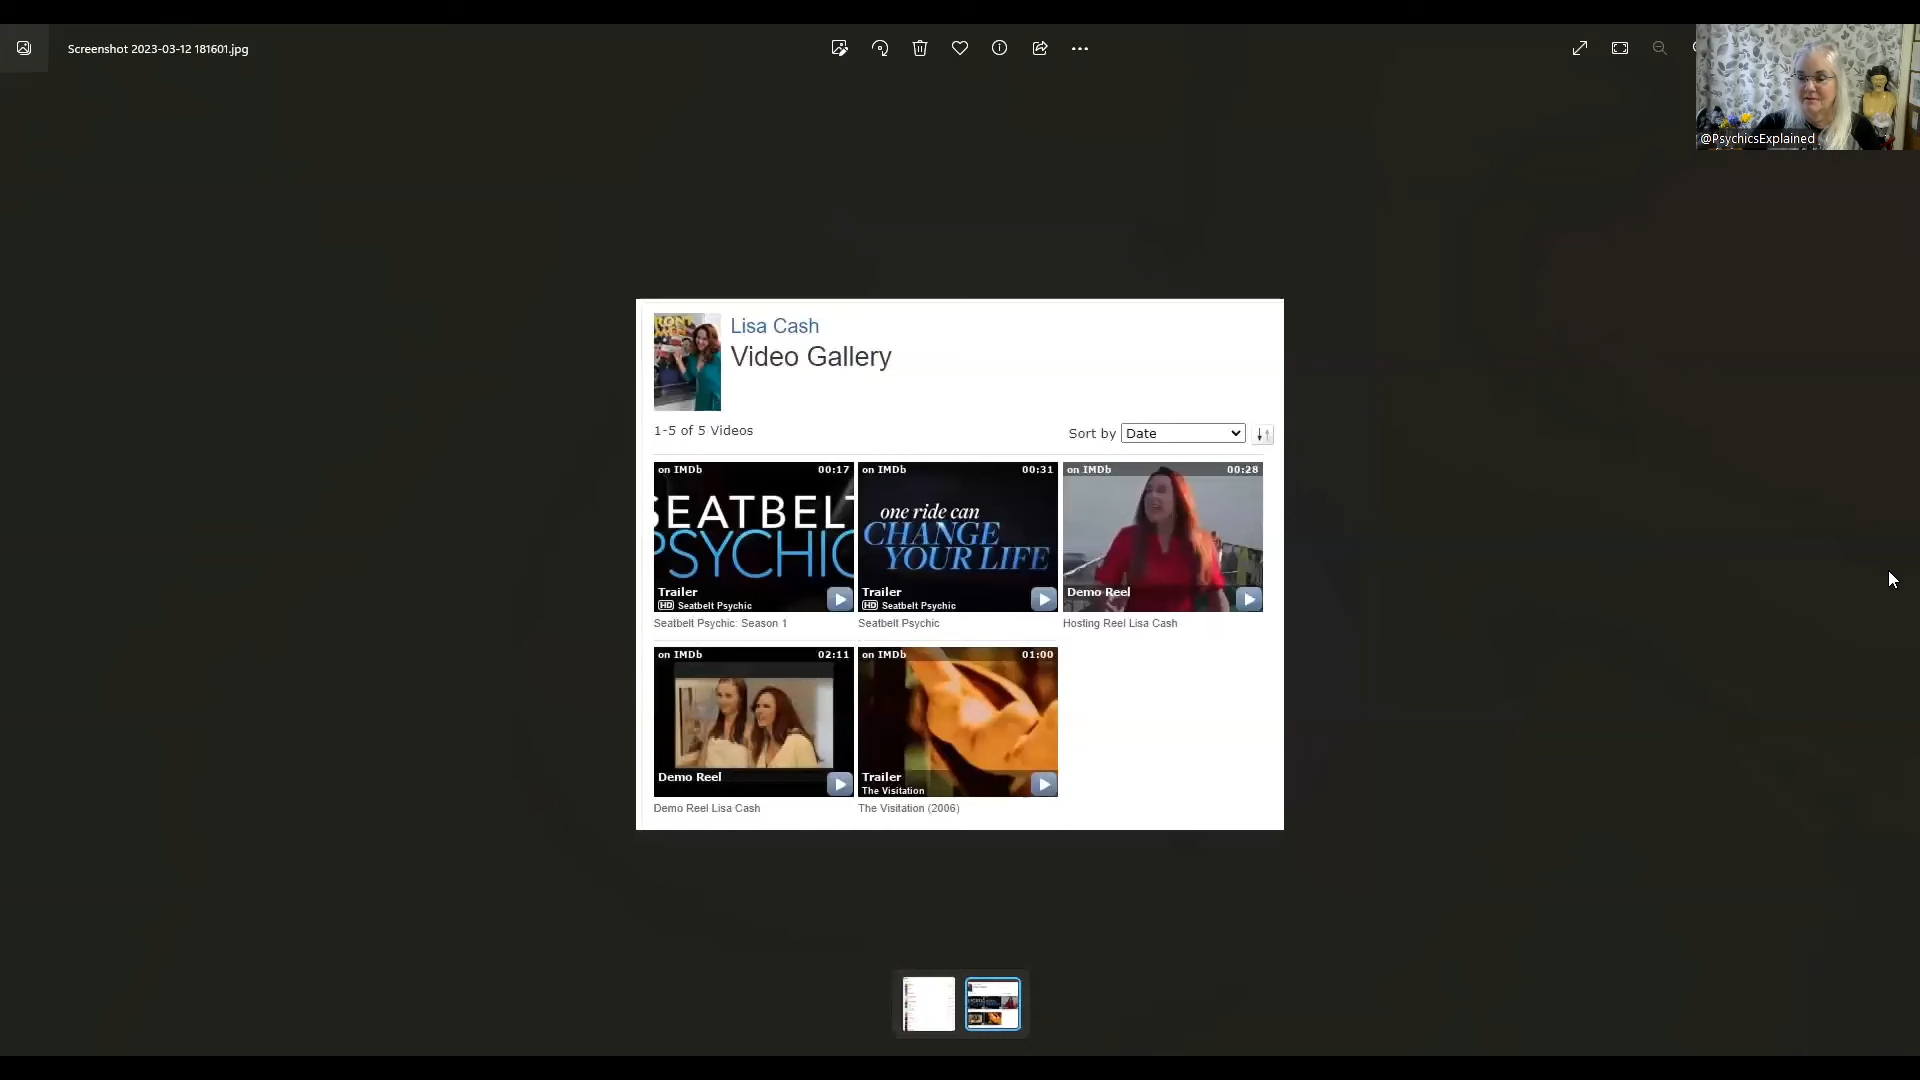 Screenshot 2023-03-12 181601.jpg
@PsychicsExplained
Lisa Cash
Video Gallery
1-5 of 5 Videos
Sort by Date
on IMDb 00:17
SEATBELT
PSYCHIC
Trailer
HD Seatbelt Psychic
Seatbelt Psychic: Season 1
on IMDb 00:31
one ride can
CHANGE
YOUR LIFE
Trailer
HD Seatbelt Psychic
Seatbelt Psychic
on IMDb 00:28
Demo Reel
Hosting Reel Lisa Cash
on IMDb 02:11
Demo Reel
Demo Reel Lisa Cash
on IMDb 01:00
Trailer
The Visitation
The Visitation (2006)